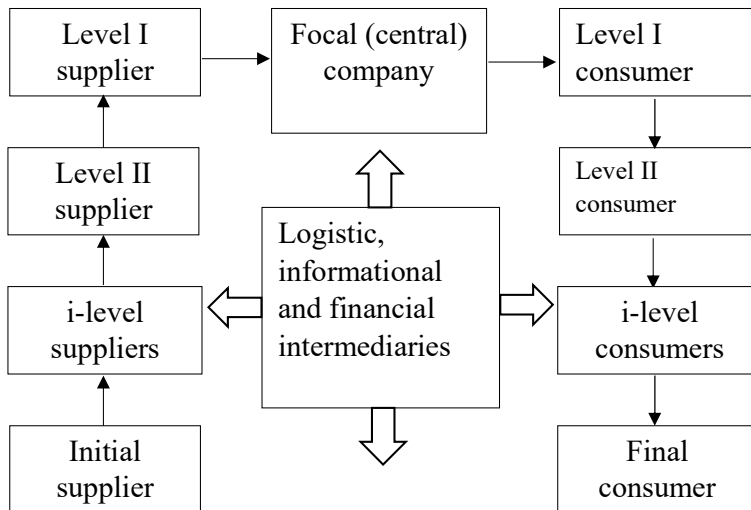 Level I
supplier
Focal (central)
company
Level I
consumer
Level II
supplier
Logistic,
informational
and financial
intermediaries
Level II
consumer
i-level
suppliers
i-level
consumers
Initial
supplier
Final
consumer